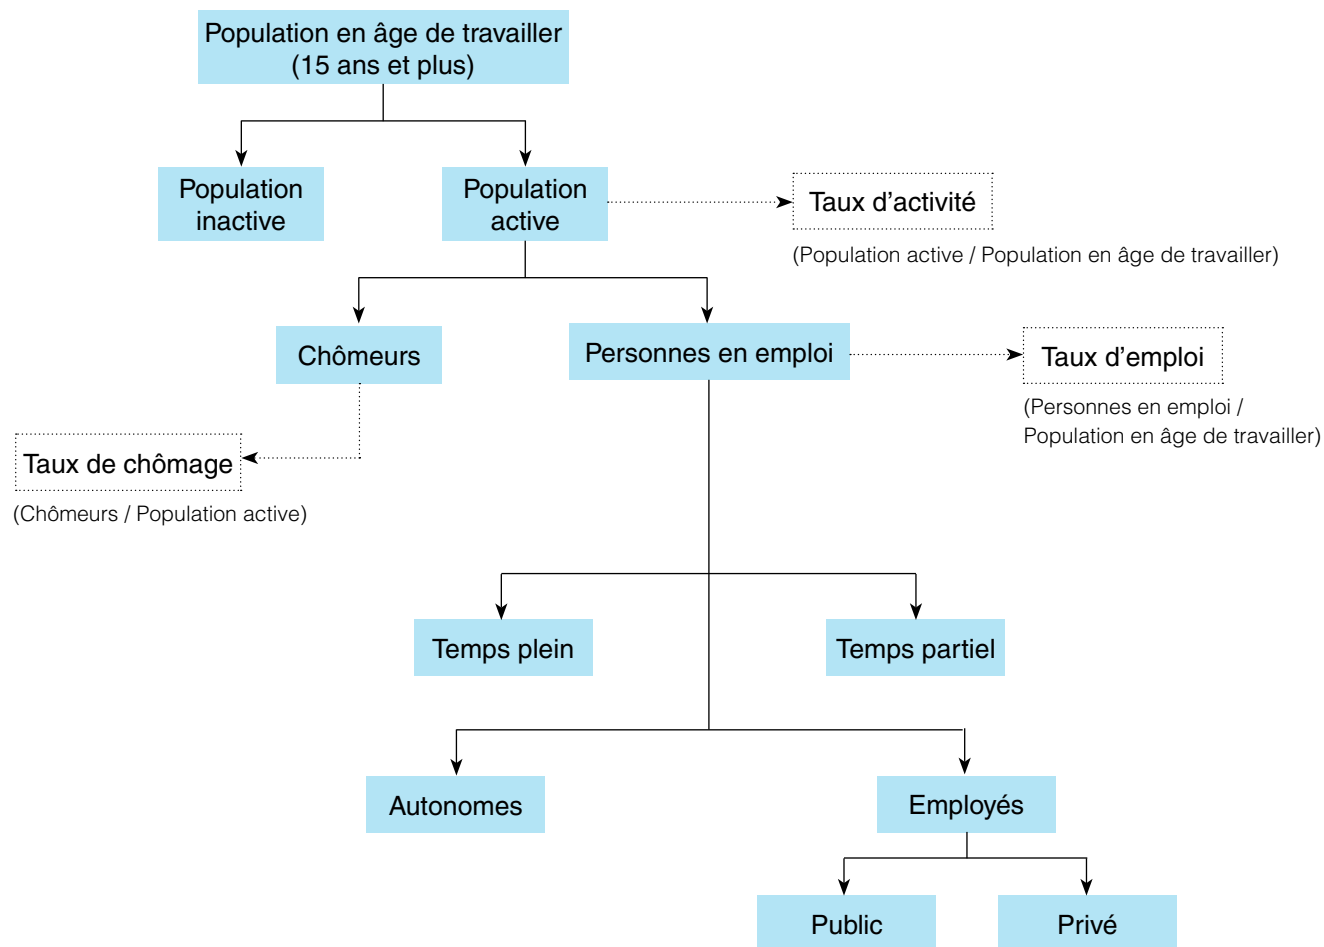 Population en âge de travailler
(15 ans et plus)
Population
inactive
Population
active
Taux d'activité
(Population active / Population en âge de travailler)
Chômeurs
Personnes en emploi
Taux d'emploi
(Personnes en emploi /
Population en âge de travailler)
Taux de chômage
(Chômeurs / Population active)
Temps plein
Temps partiel
Autonomes
Employés
Public
Privé